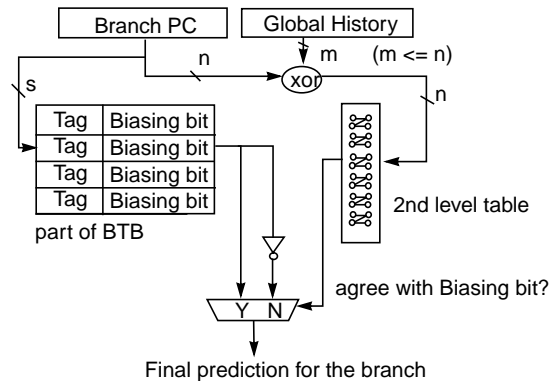 Branch PC
Global History
n
m
(m <= n)
s
xor
n
Tag Biasing bit
Tag Biasing bit
Tag Biasing bit
Tag Biasing bit
2nd level table
part of BTB
agree with Biasing bit?
Y N
Final prediction for the branch